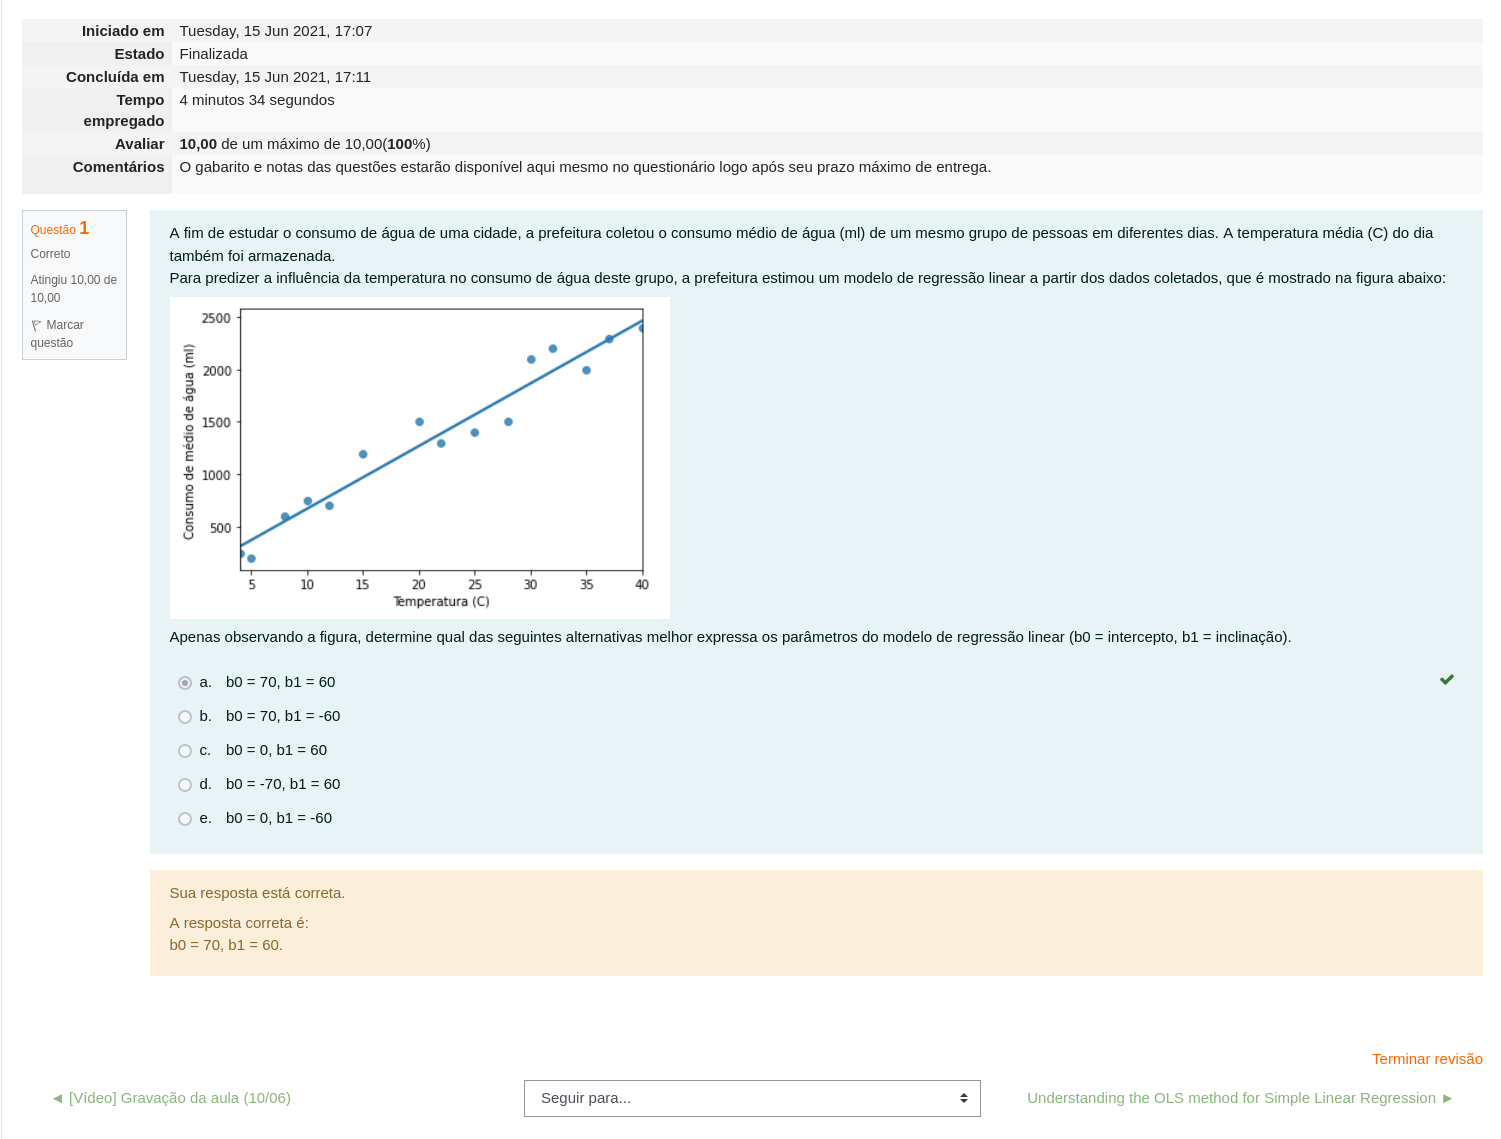 Iniciado em Tuesday, 15 Jun 2021, 17:07
Estado Finalizada
Concluída em Tuesday, 15 Jun 2021, 17:11
Tempo empregado 4 minutos 34 segundos
Avaliar 10,00 de um máximo de 10,00(100%)
Comentários O gabarito e notas das questões estarão disponível aqui mesmo no questionário logo após seu prazo máximo de entrega.
Questão 1
Correto
Atingiu 10,00 de
10,00
Marcar
questão
A fim de estudar o consumo de água de uma cidade, a prefeitura coletou o consumo médio de água (ml) de um mesmo grupo de pessoas em diferentes dias. A temperatura média (C) do dia
também foi armazenada.
Para predizer a influência da temperatura no consumo de água deste grupo, a prefeitura estimou um modelo de regressão linear a partir dos dados coletados, que é mostrado na figura abaixo:
2500
2000
1500
1000
500
Consumo de médio de água (ml)
5 10 15 20 25 30 35 40
Temperatura (C)
Apenas observando a figura, determine qual das seguintes alternativas melhor expressa os parâmetros do modelo de regressão linear (b0 = intercepto, b1 = inclinação).
a. b0 = 70, b1 = 60
b. b0 = 70, b1 = -60
c. b0 = 0, b1 = 60
d. b0 = -70, b1 = 60
e. b0 = 0, b1 = -60
Sua resposta está correta.
A resposta correta é:
b0 = 70, b1 = 60.
Terminar revisão
◄ [Vídeo] Gravação da aula (10/06)
Seguir para...
Understanding the OLS method for Simple Linear Regression ►